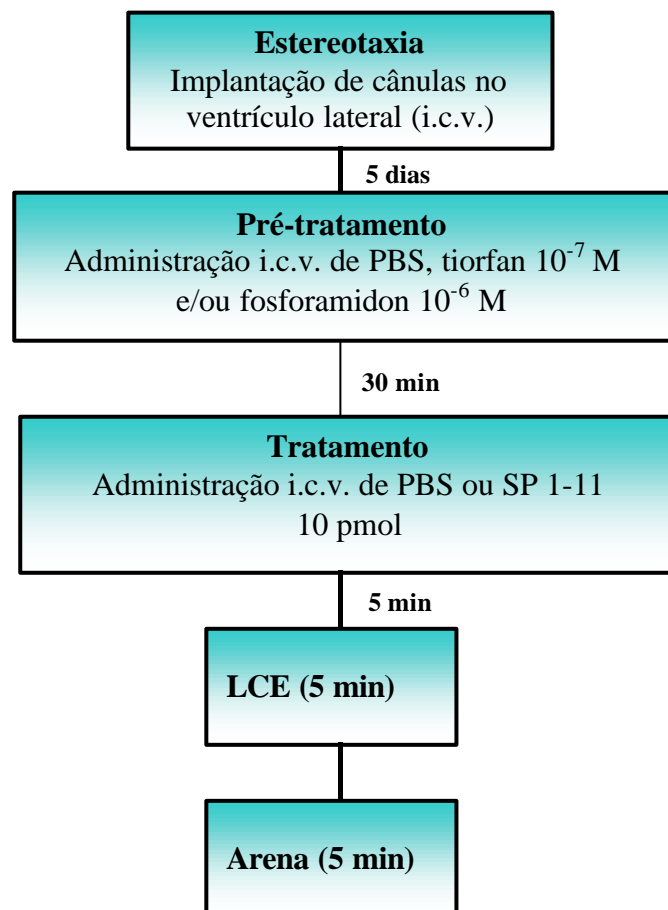 Estereotaxia
Implantação de cânulas no
ventrículo lateral (i.c.v.)
5 dias
Pré-tratamento
Administração i.c.v. de PBS, tiorfan 10⁻⁷ M
e/ou fosforamidon 10⁻⁶ M
30 min
Tratamento
Administração i.c.v. de PBS ou SP 1-11
10 pmol
5 min
LCE (5 min)
Arena (5 min)